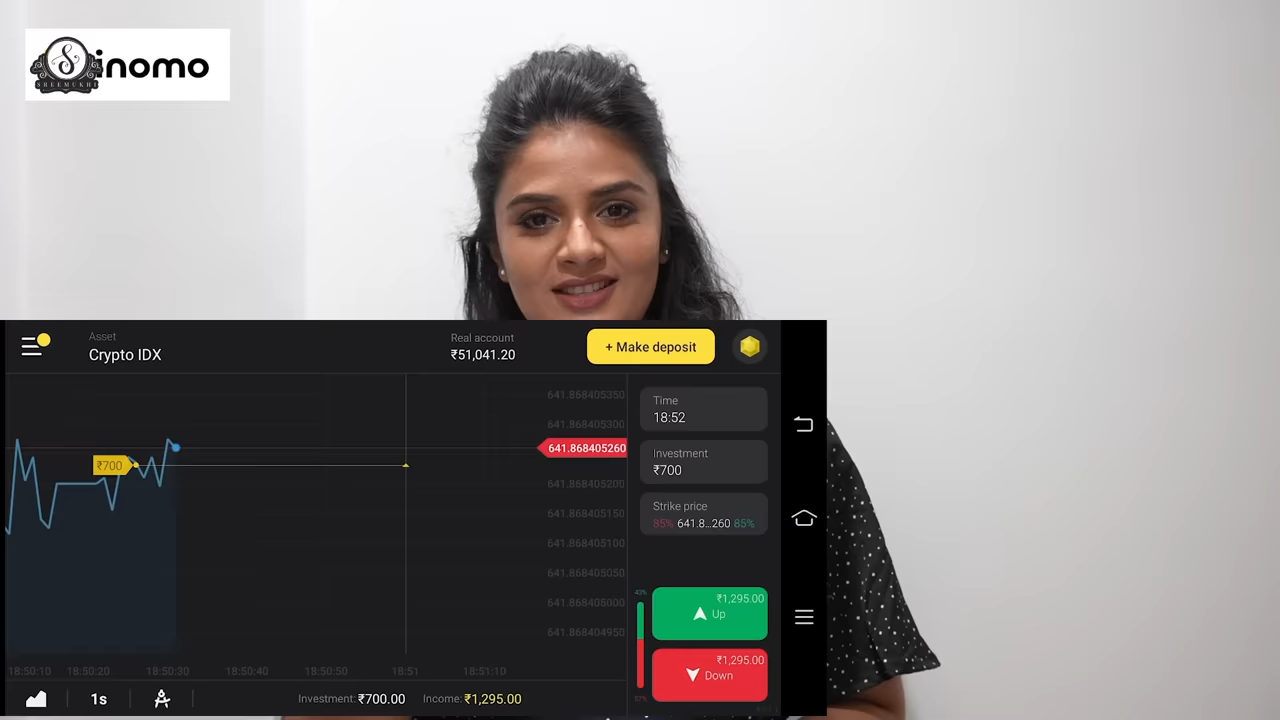 S
SREEMUKHI
inomo
Asset
Crypto IDX
Real account
₹51,041.20
+ Make deposit
641.868405350
641.868405300
641.868405260
641.868405200
641.868405150
641.868405100
641.868405050
641.868405000
641.868404950
₹700
18:50:10 18:50:20 18:50:30 18:50:40 18:50:50 18:51 18:51:10
1s
Investment: ₹700.00 Income: ₹1,295.00
Time
18:52
Investment
₹700
Strike price
85% 641.8...260 85%
₹1,295.00
Up
₹1,295.00
Down